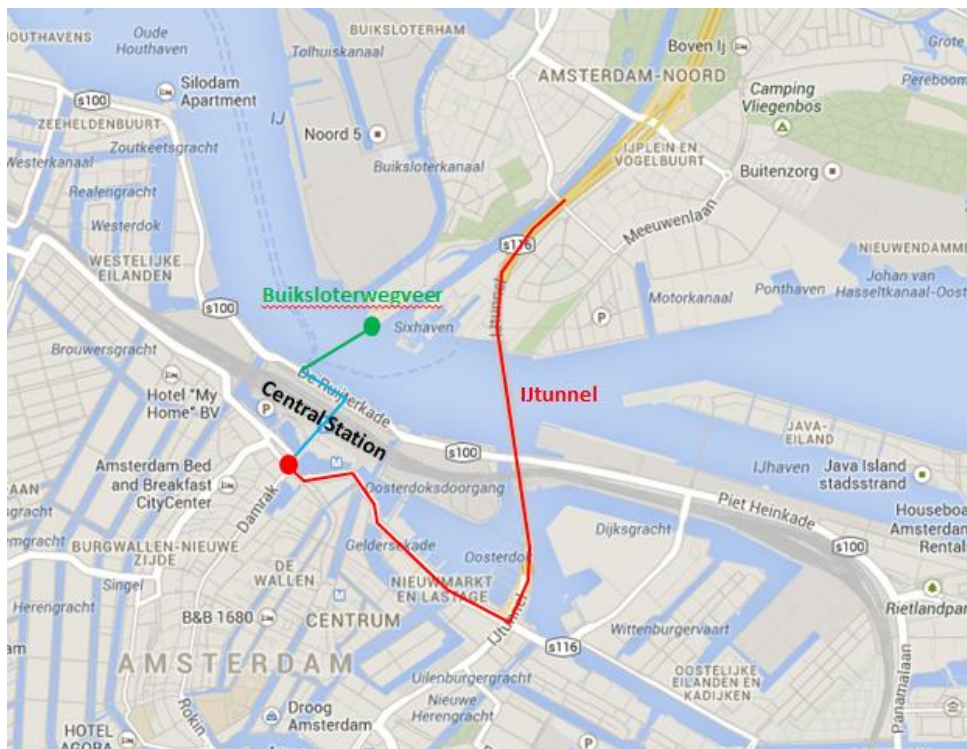 OUTHAVENS
Oude
Houthaven
BUIKSLOTERHAM
Tolhuiskanaal
Boven Ij
Grote
AMSTERDAM-NOORD
Pereboom
Silodam
Apartment
s100
IJ
Camping
Vliegenbos
ZEEHELDENBUURT
Zoutkeetsgracht
Noord 5
IJPLEIN EN
VOGELBUURT
Westerkanaal
Buiksloterkanaal
Buitenzorg
Realengracht
Westerdok
Meeuwenlaan
s116
NIEUWENDAMME
WESTELIJKE
EILANDEN
Johan van
Hasseltkanaal-Oost
Ponthaven
Motorkanaal
Buiksloterwegveer
s100
IJtunnel
Sixhaven
P
Brouwersgracht
De Ruijterkade
Hotel "My
Home" BV
P
Central Station
IJtunnel
JAVA-
EILAND
s100
IJhaven
Java Island
stadsstrand
Amsterdam Bed
and Breakfast
CityCenter
M
Oosterdoksdoorgang
AAN
Damrak
Piet Heinkade
Houseboa
Amsterdam
Rental
Dijksgracht
emgracht
BURGWALLEN-NIEUWE
ZIJDE
Geldersekade
s100
Oosterdok
DE
WALLEN
Singel
NIEUWMARKT
EN LASTAGE
M
Rietlandpar
Herengracht
B&B 1680
CENTRUM
IJtunnel
Wittenburgervaart
am
s116
AMSTERDAM
Uilenburgergracht
OOSTELIJKE
EILANDEN EN
KADIJKEN
Panamalaan
Nieuwe
Herengracht
Rokin
Droog
Amsterdam
HOTEL
AGORA
P